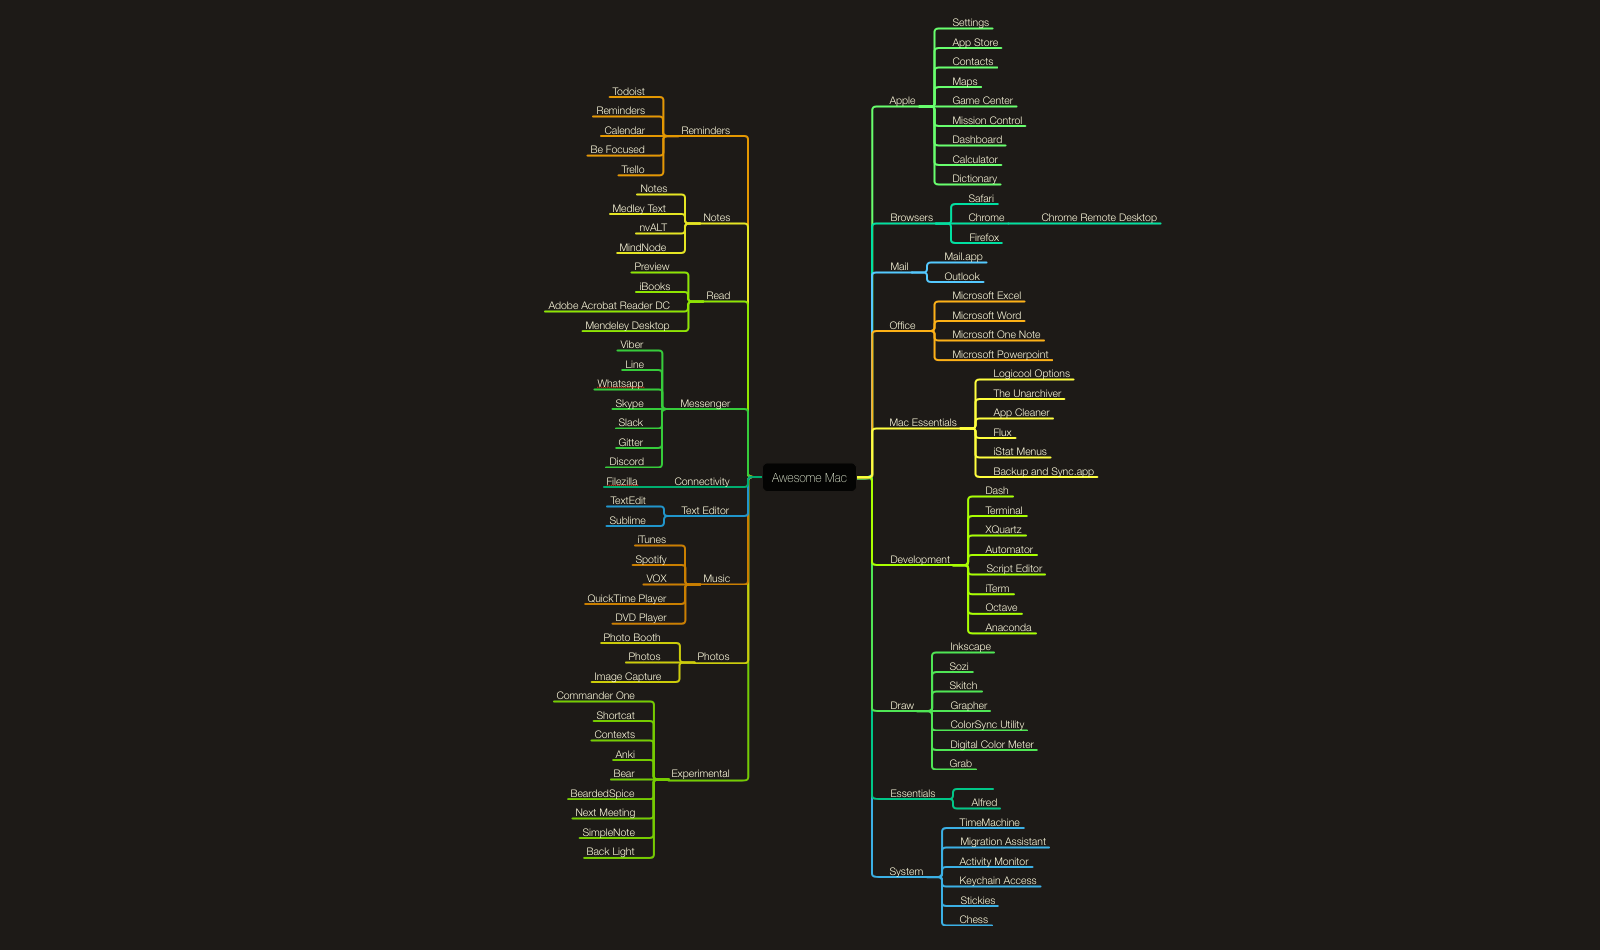 Awesome Mac
Reminders
Todoist
Reminders
Calendar
Be Focused
Trello
Notes
Notes
Medley Text
nvALT
MindNode
Read
Preview
iBooks
Adobe Acrobat Reader DC
Mendeley Desktop
Messenger
Viber
Line
Whatsapp
Skype
Slack
Gitter
Discord
Connectivity
Filezilla
Text Editor
TextEdit
Sublime
Music
iTunes
Spotify
VOX
QuickTime Player
DVD Player
Photos
Photo Booth
Photos
Image Capture
Experimental
Commander One
Shortcat
Contexts
Anki
Bear
BeardedSpice
Next Meeting
SimpleNote
Back Light
Apple
Settings
App Store
Contacts
Maps
Game Center
Mission Control
Dashboard
Calculator
Dictionary
Browsers
Safari
Chrome
Chrome Remote Desktop
Firefox
Mail
Mail.app
Outlook
Office
Microsoft Excel
Microsoft Word
Microsoft One Note
Microsoft Powerpoint
Mac Essentials
Logicool Options
The Unarchiver
App Cleaner
Flux
iStat Menus
Backup and Sync.app
Development
Dash
Terminal
XQuartz
Automator
Script Editor
iTerm
Octave
Anaconda
Draw
Inkscape
Sozi
Skitch
Grapher
ColorSync Utility
Digital Color Meter
Grab
Essentials
Alfred
System
TimeMachine
Migration Assistant
Activity Monitor
Keychain Access
Stickies
Chess